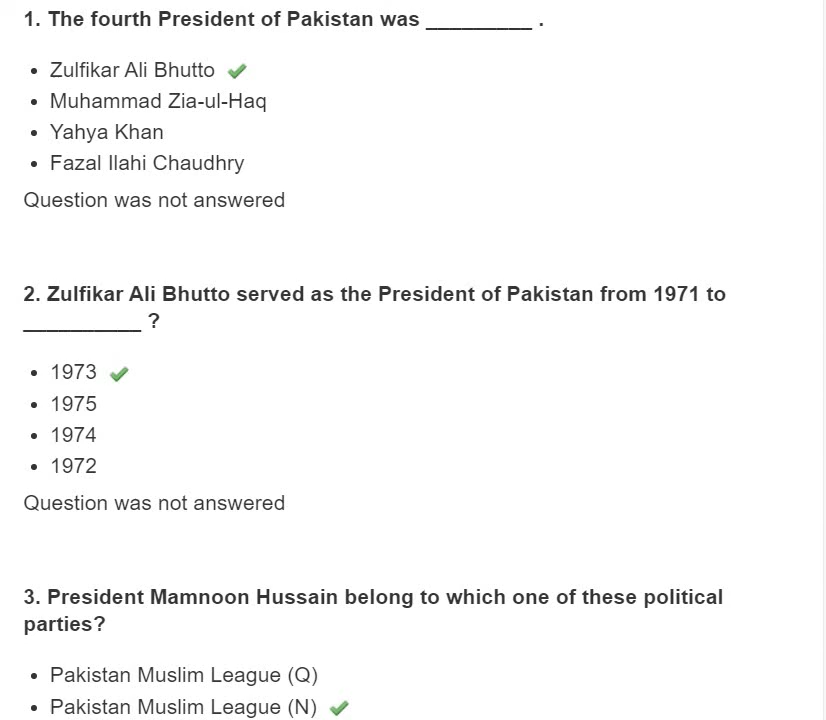 1. The fourth President of Pakistan was _________ .
• Zulfikar Ali Bhutto
• Muhammad Zia-ul-Haq
• Yahya Khan
• Fazal Ilahi Chaudhry
Question was not answered
2. Zulfikar Ali Bhutto served as the President of Pakistan from 1971 to
__________ ?
• 1973
• 1975
• 1974
• 1972
Question was not answered
3. President Mamnoon Hussain belong to which one of these political
parties?
• Pakistan Muslim League (Q)
• Pakistan Muslim League (N)